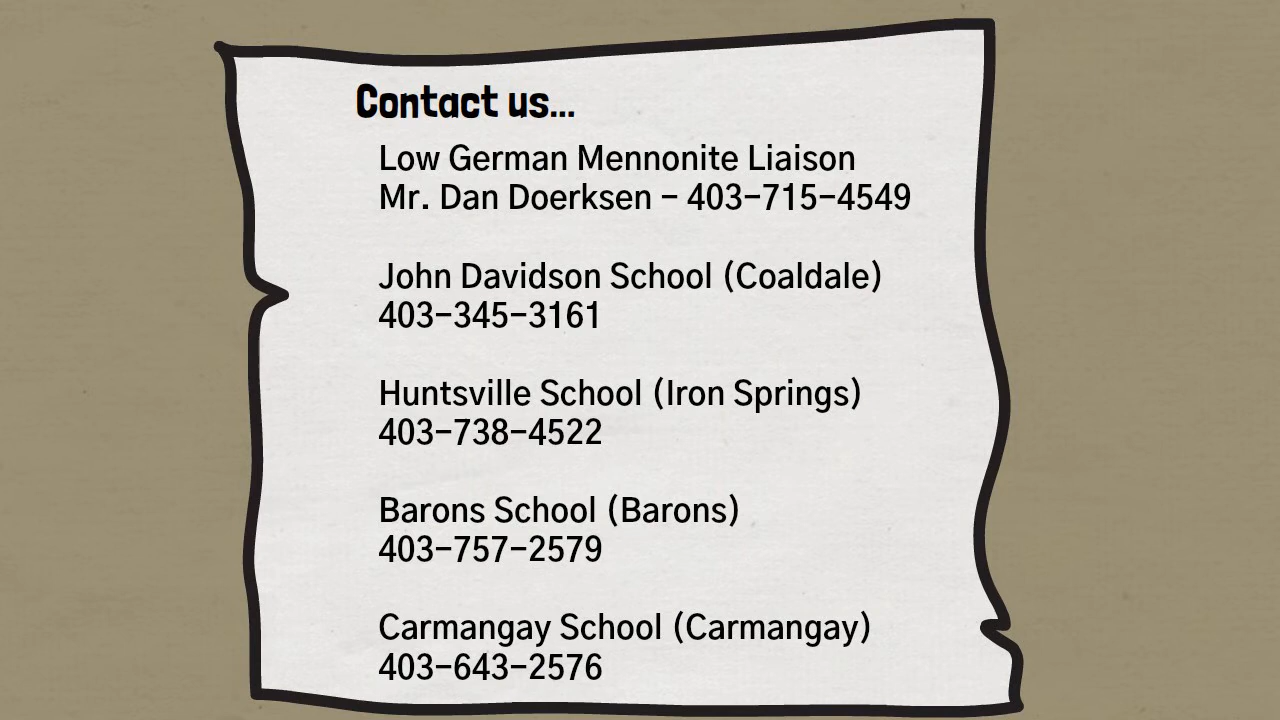 Contact us...
Low German Mennonite Liaison
Mr. Dan Doerksen - 403-715-4549
John Davidson School (Coaldale)
403-345-3161
Huntsville School (Iron Springs)
403-738-4522
Barons School (Barons)
403-757-2579
Carmangay School (Carmangay)
403-643-2576